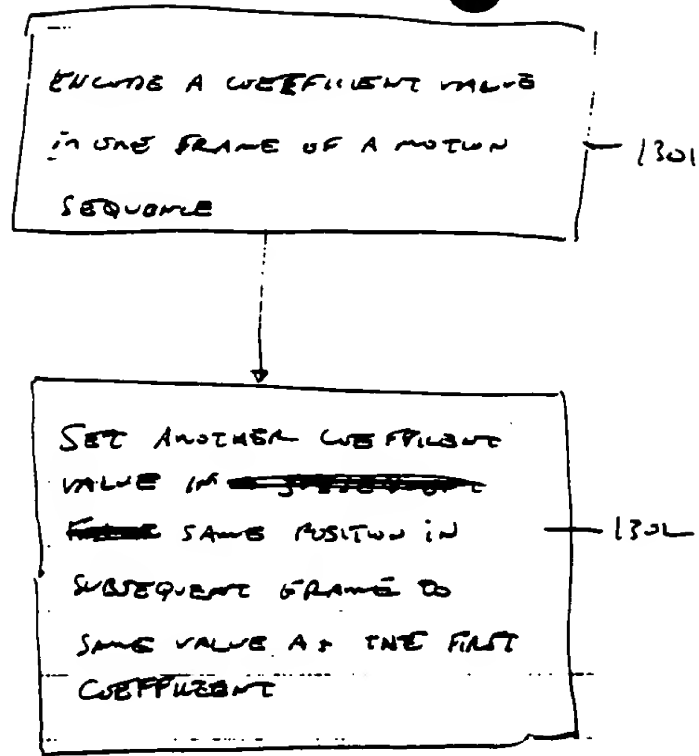 ENCODE A COEFFICIENT VALUE
in ONE FRAME OF A MOTION
1301
SEQUENCE
SET ANOTHER COEFFICIENT
VALUE IN
SAME POSITION IN
1302
SUBSEQUENT FRAME TO
SAME VALUE AS THE FIRST
COEFFICIENT